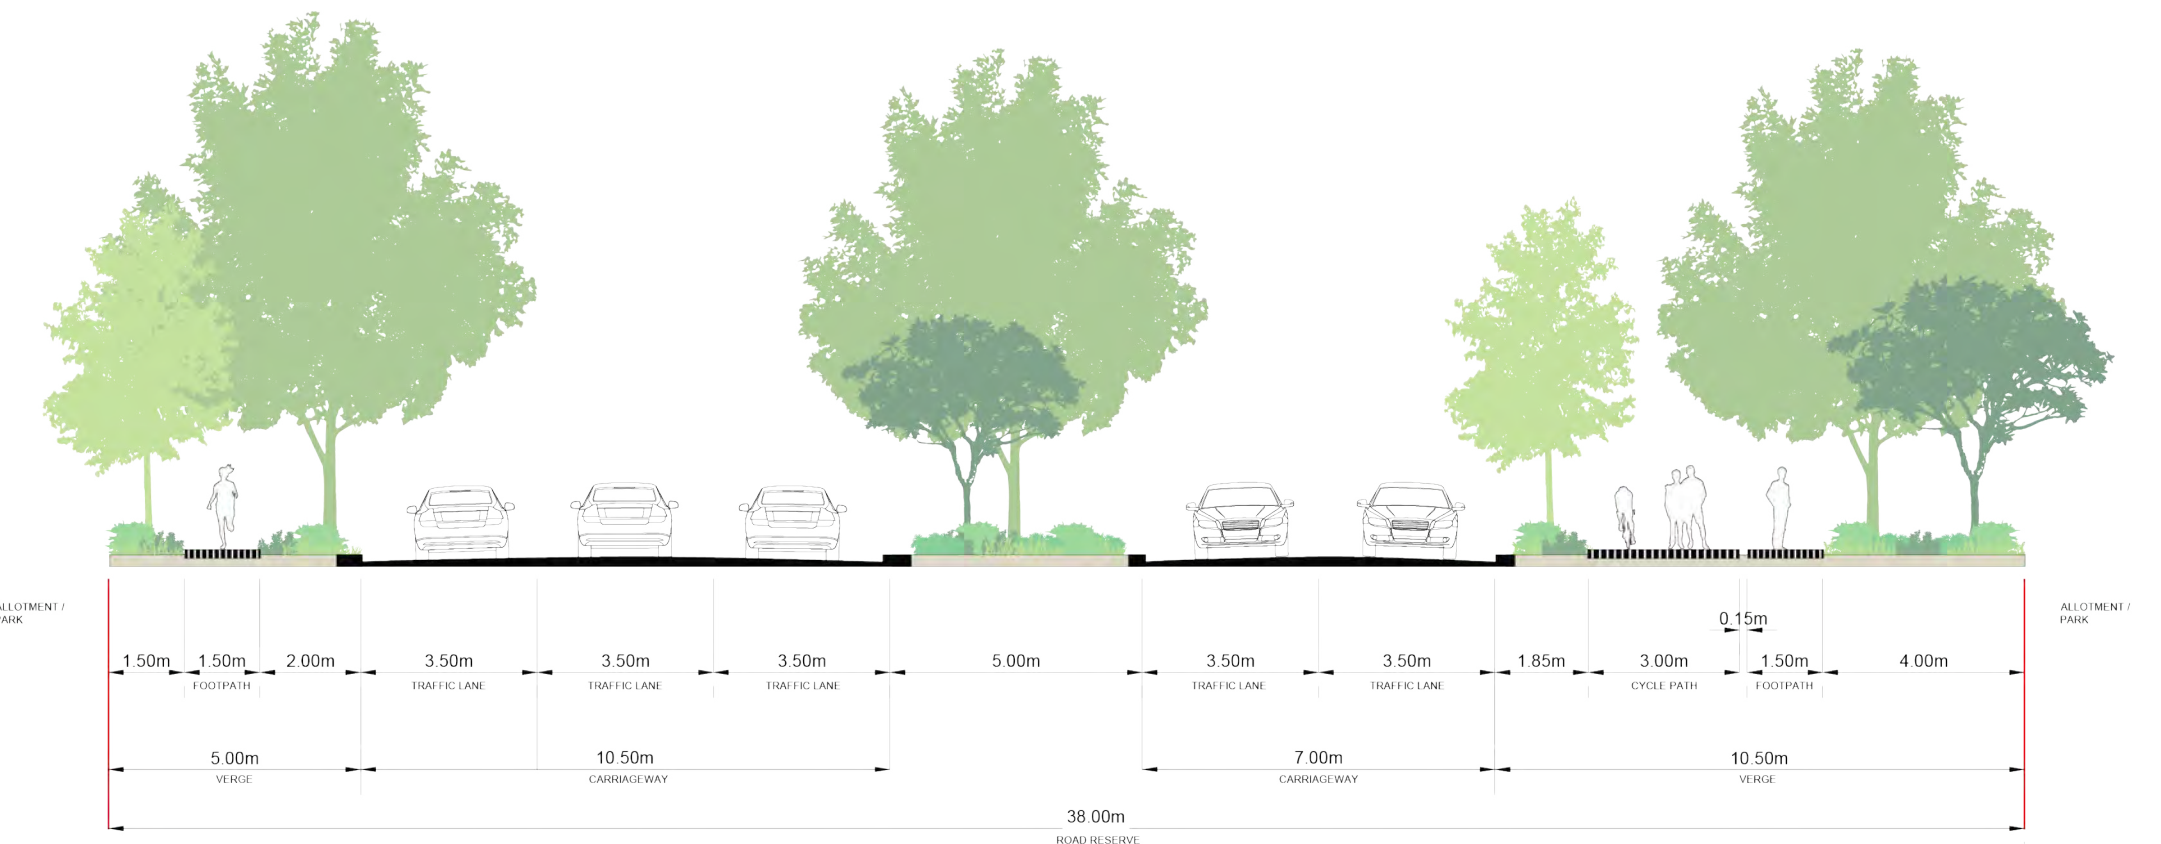 ALLOTMENT /
PARK
0.15m
1.50m 1.50m 2.00m 3.50m 3.50m 3.50m 5.00m 3.50m 3.50m 1.85m 3.00m 1.50m 4.00m
FOOTPATH TRAFFIC LANE TRAFFIC LANE TRAFFIC LANE TRAFFIC LANE TRAFFIC LANE CYCLE PATH FOOTPATH
5.00m 10.50m 7.00m 10.50m
VERGE CARRIAGEWAY CARRIAGEWAY VERGE
38.00m
ROAD RESERVE
LLOTMENT /
ARK